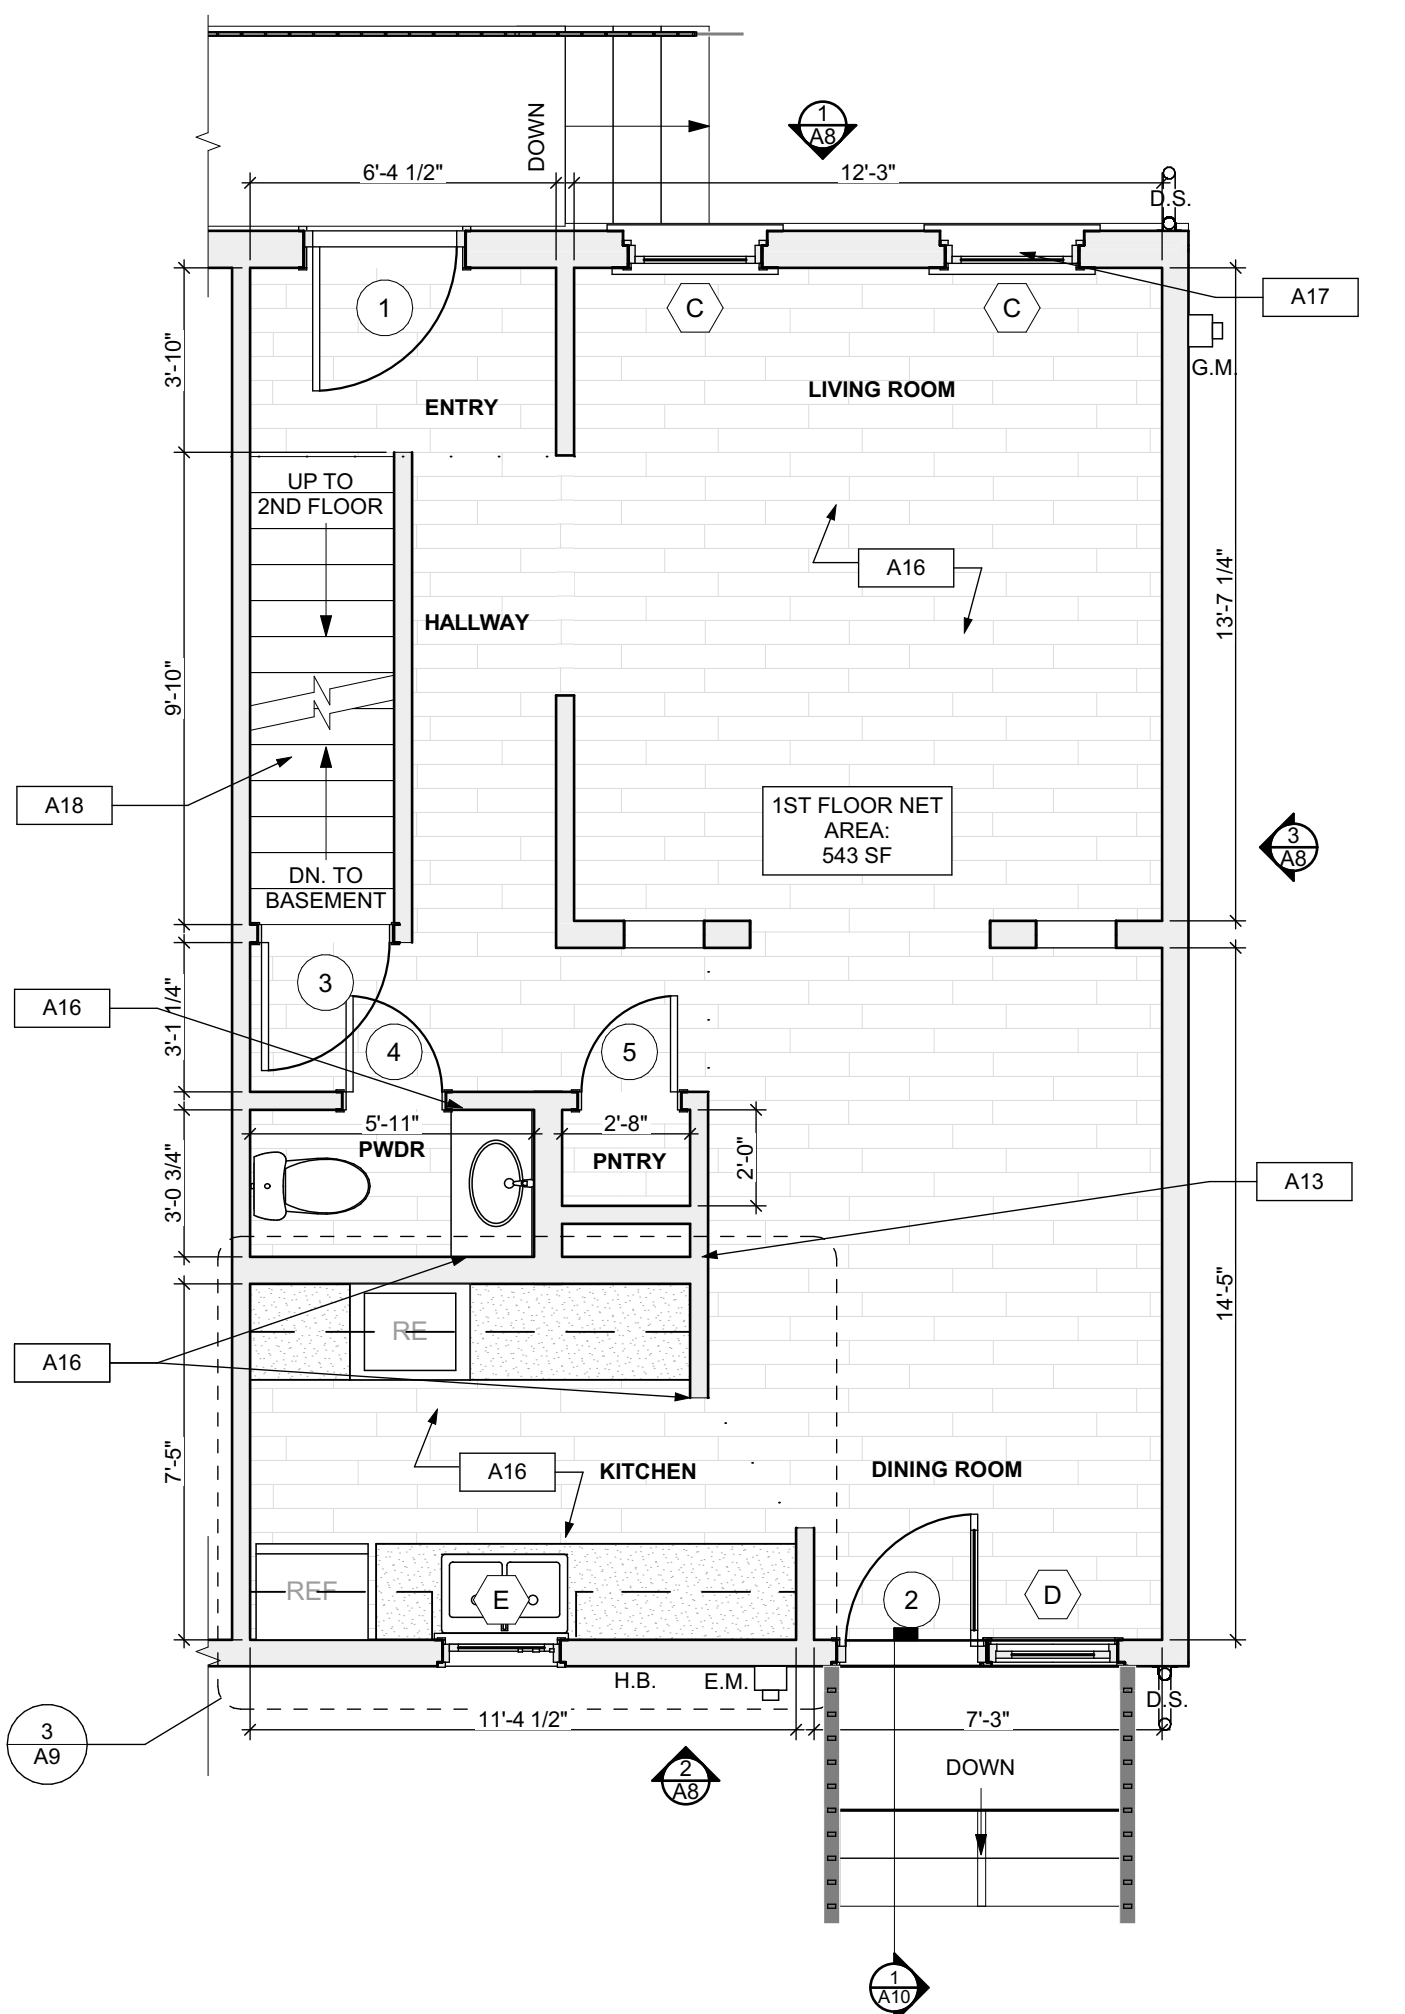 DOWN
1
A8
6'-4 1/2"
12'-3"
D.S.
1
C
C
A17
G.M.
3'-10"
ENTRY
LIVING ROOM
UP TO
2ND FLOOR
A16
HALLWAY
13'-7 1/4"
9'-10"
A18
1ST FLOOR NET
AREA:
543 SF
3
A8
DN. TO
BASEMENT
3
A16
3'-1 1/4"
4
5
5'-11"
2'-8"
PWDR
PNTRY
2'-0"
3'-0 3/4"
A13
14'-5"
RE
A16
7'-5"
A16
KITCHEN
DINING ROOM
REF
E
2
D
H.B.
E.M.
D.S.
11'-4 1/2"
7'-3"
3
A9
2
A8
DOWN
1
A10